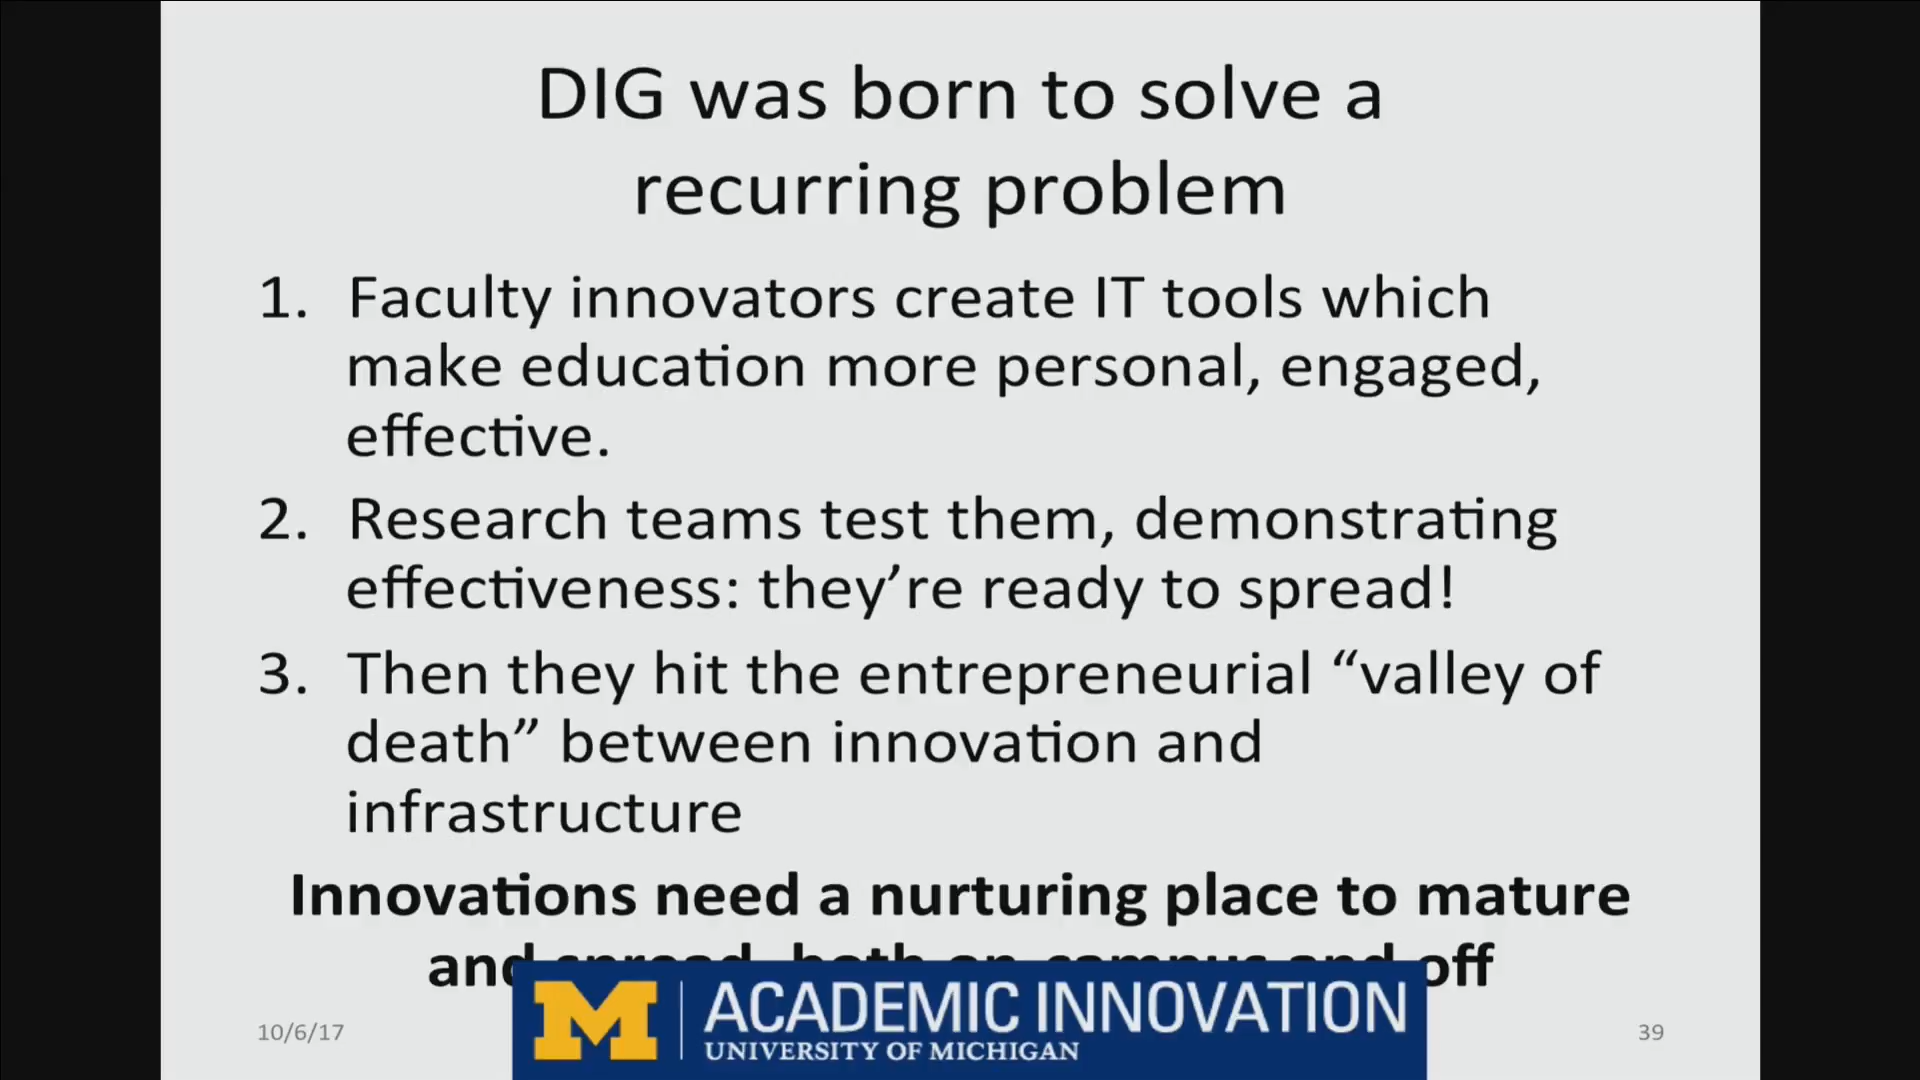 DIG was born to solve a
recurring problem
1. Faculty innovators create IT tools which
make education more personal, engaged,
effective.
2. Research teams test them, demonstrating
effectiveness: they’re ready to spread!
3. Then they hit the entrepreneurial “valley of
death” between innovation and
infrastructure
Innovations need a nurturing place to mature
and spread, both on campus and off
M ACADEMIC INNOVATION
UNIVERSITY OF MICHIGAN
10/6/17
39